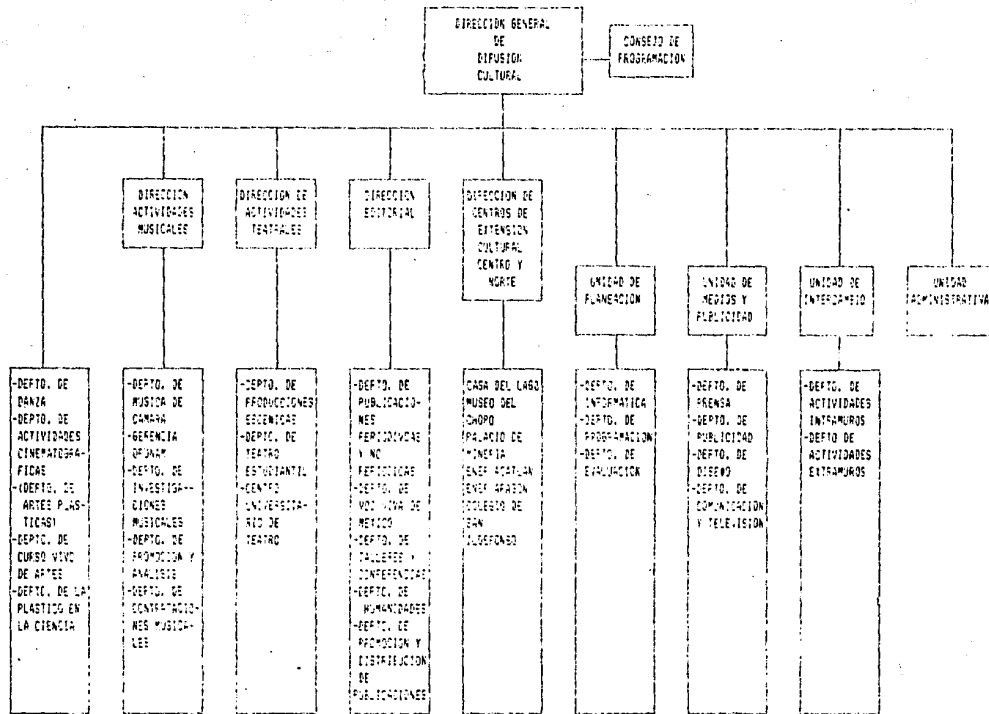 DIRECCION GENERAL
DE
DIFUSION
CULTURAL
CONSEJO DE
PROGRAMACION
DIRECCION
ACTIVIDADES
MUSICALES
DIRECCION DE
ACTIVIDADES
TEATRALES
DIRECCION
EDITORIAL
DIRECCION DE
CENTROS DE
EXTENSION
CULTURAL
CENTRO Y
NORTE
UNIDAD DE
PLANEACION
UNIDAD DE
MEDIOS Y
PUBLICIDAD
UNIDAD DE
INTERCAMBIO
UNIDAD
ADMINISTRATIVA
-DEPTO. DE
DANZA
-DEPTO. DE
ACTIVIDADES
CINEMATOGRA-
FICAS
-(DEPTO. DE
ARTES PLAS-
TICAS)
-DEPTO. DE
CURSO VIVO
DE ARTES
-DEPTO. DE LA
PLASTICO EN
LA CIENCIA
-DEPTO. DE
MUSICA DE
CAMARA
-GERENCIA
OFUNAM
-DEPTO. DE
INVESTIGA-
CIONES
MUSICALES
-DEPTO. DE
PROMOCION Y
ANALISIS
-DEPTO. DE
CONTRATACIO-
NES MUSICA-
LES
-DEPTO. DE
PRODUCCIONES
ESCENICAS
-DEPTO. DE
TEATRO
ESTUDIANTIL
-CENTRO
UNIVERSITA-
RIO DE
TEATRO
-DEPTO. DE
PUBLICACIO-
NES
PERIODIVCAS
Y NO
PERIODICAS
-DEPTO. DE
VOZ VIVA DE
MEXICO
-DEPTO. DE
TALLERES Y
CONFERENCIAS
-DEPTO. DE
HUMANIDADES
-DEPTO. DE
PROMOCION Y
DISTRIBUCION
DE
PUBLICACIONES
CASA DEL LAGO
MUSEO DEL
CHOPO
PALACIO DE
MINERIA
ENEP ACATLAN
ENEP ARAGON
COLEGIO DE
SAN
ILDEFONSO
-DEPTO. DE
INFORMATICA
-DEPTO. DE
PROGRAMACION
-DEPTO. DE
EVALUACION
-DEPTO. DE
PRENSA
-DEPTO. DE
PUBLICIDAD
-DEPTO. DE
DISENO
-DEPTO. DE
COMUNICACION
Y TELEVISION
-DEPTO. DE
ACTIVIDADES
INTRAMUROS
-DEPTO DE
ACTIVIDADES
EXTRAMUROS